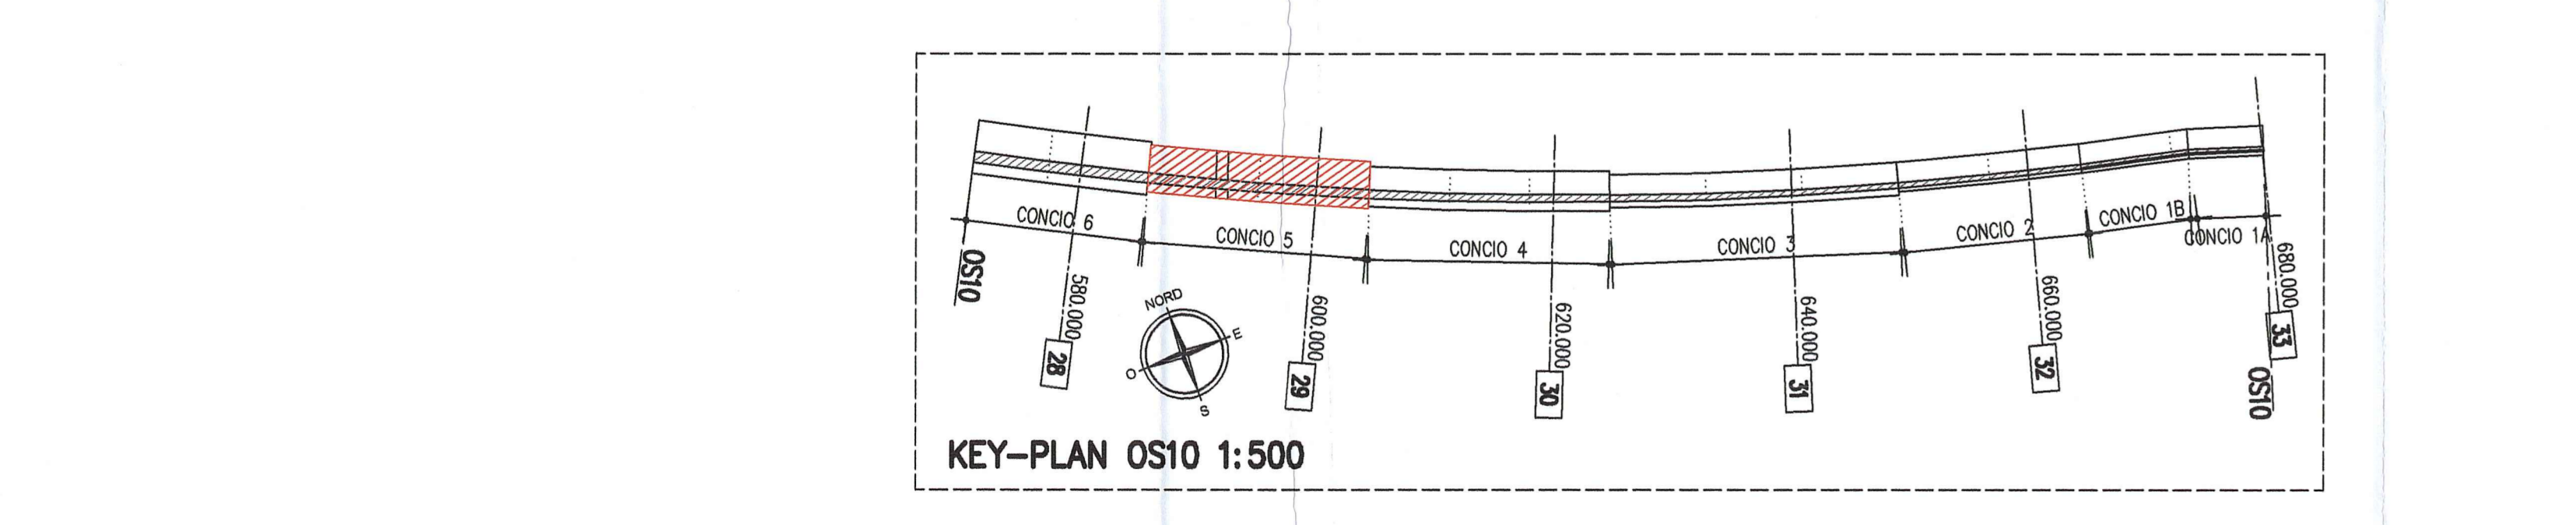 CONCIO 6
CONCIO 5
CONCIO 4
CONCIO 3
CONCIO 2
CONCIO 1B
CONCIO 1A
OS10
580.000
600.000
620.000
640.000
660.000
680.000
28
29
30
31
32
33
OS10
NORD
E
O
S
KEY-PLAN OS10 1:500